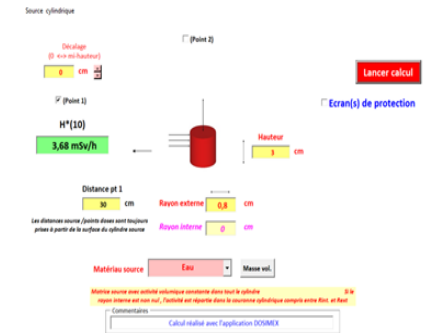 Source cylindrique
Décalage
(0 <=> mi-hauteur)
0 cm
(Point 2)
Lancer calcul
(Point 1)
Ecran(s) de protection
H*(10)
3,68 mSv/h
Hauteur
3 cm
Distance pt 1
30 cm
Rayon externe 0,8 cm
Les distances source /points doses sont toujours
prises à partir de la surface du cylindre source
Rayon interne 0 cm
Matériau source Eau Masse vol.
Matrice source avec activité volumique constante dans tout le cylindre Si le
rayon interne est non nul, l'activité est répartie dans la couronne cylindrique compris entre Rint. et Rext
Commentaires
Calcul réalisé avec l'application DOSIMEX